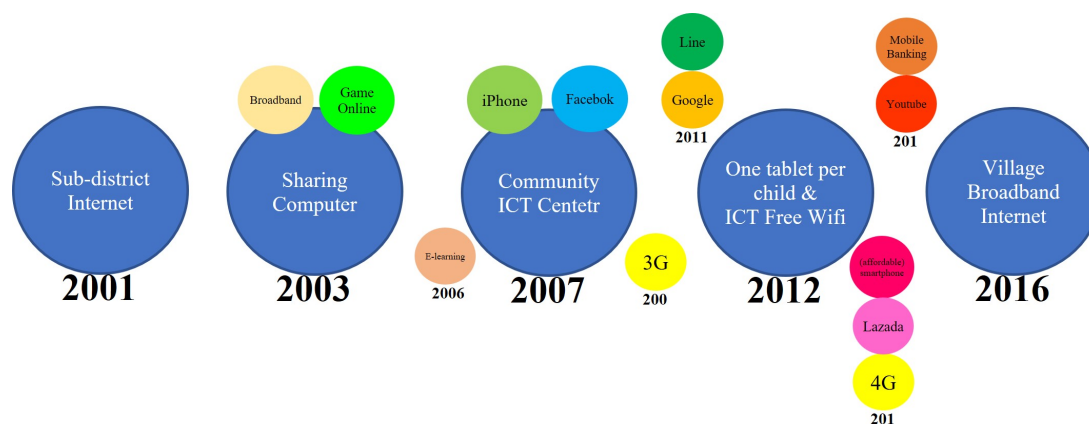 Sub-district
Internet
2001
Broadband
Game
Online
Sharing
Computer
2003
E-learning
2006
iPhone
Facebok
Community
ICT Centetr
2007
3G
200
Line
Google
2011
One tablet per
child &
ICT Free Wifi
2012
(affordable)
smartphone
Lazada
4G
201
Mobile
Banking
Youtube
201
Village
Broadband
Internet
2016